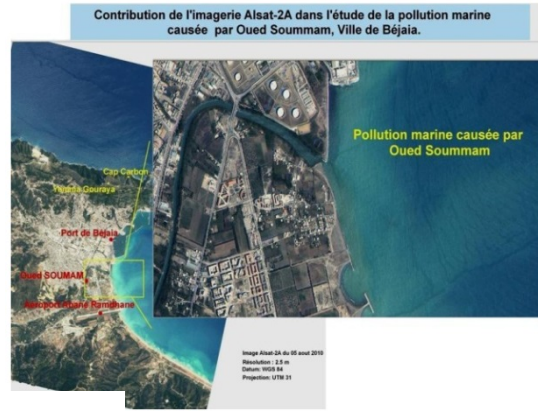 Contribution de l'imagerie Alsat-2A dans l'étude de la pollution marine
causée par Oued Soummam, Ville de Béjaia.
Pollution marine causée par
Oued Soummam
Cap Carbon
Gouraya
Port de Béjaia
Oued SOUMAM
Aéroport Abane Ramdhane
Image Alsat-2A du 05 aout 2010
Résolution : 2.5 m
Datum: WGS 84
Projection: UTM 31